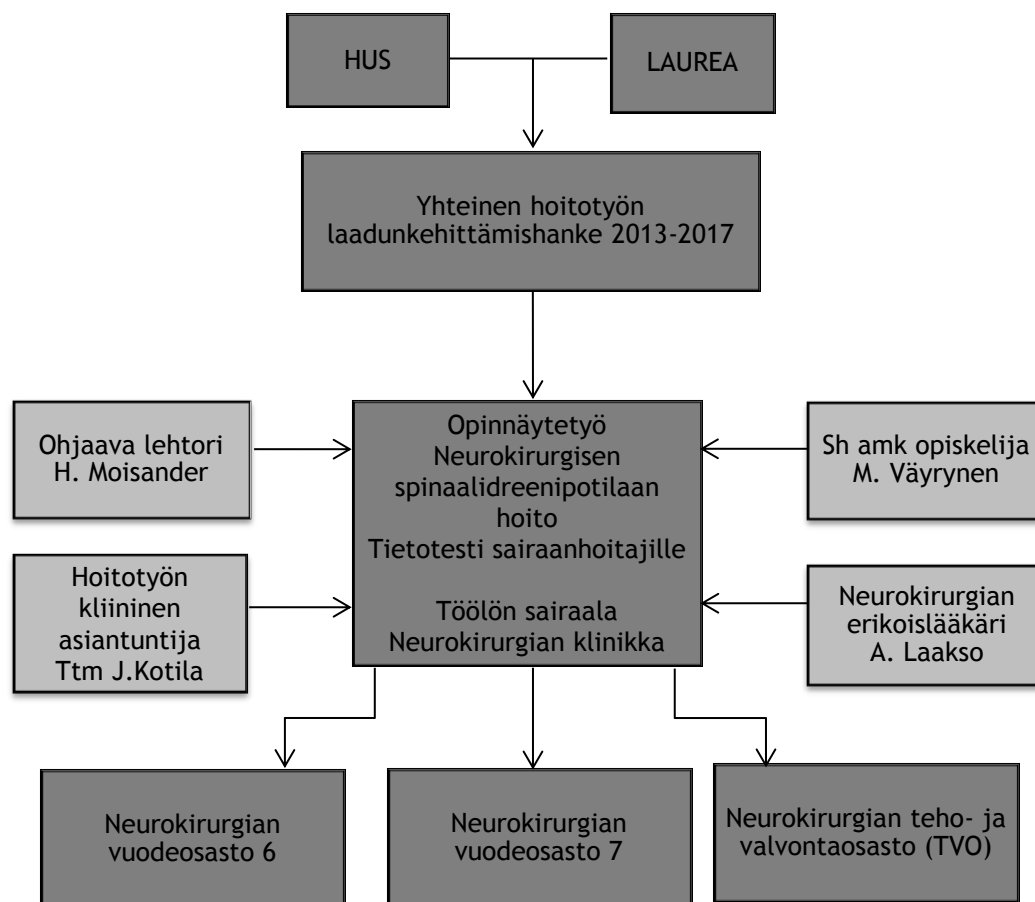 HUS
LAUREA
Yhteinen hoitotyön
laadunkehittämishanke 2013-2017
Ohjaava lehtori
H. Moisander
Opinnäytetyö
Neurokirurgisen
spinaalidreenipotilaan
hoito
Tietotesti sairaanhoitajille
Töölön sairaala
Neurokirurgian klinikka
Sh amk opiskelija
M. Väyrynen
Hoitotyön
kliininen
asiantuntija
Ttm J.Kotila
Neurokirurgian
erikoislääkäri
A. Laakso
Neurokirurgian
vuodeosasto 6
Neurokirurgian
vuodeosasto 7
Neurokirurgian teho- ja
valvontaosasto (TVO)